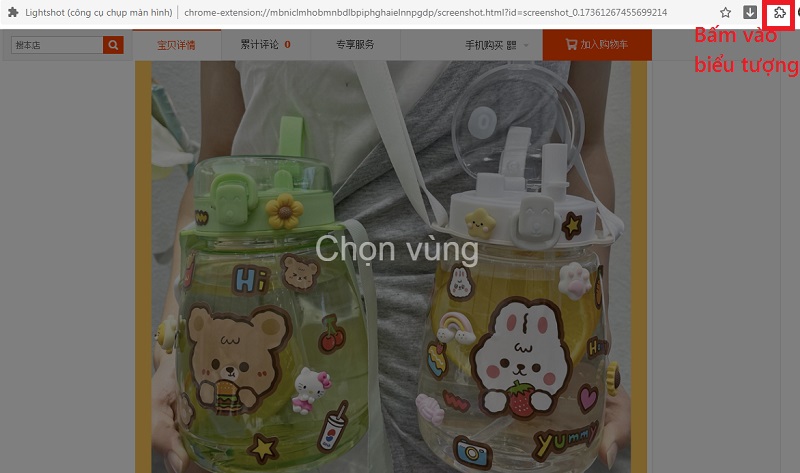 Lightshot (công cụ chụp màn hình)
chrome-extension://mbniclmhobmnbdlbpiphghaielnnpgdp/screenshot.html?id=screenshot_0.17361267455699214
Bấm vào
biểu tượng
搜本店
宝贝详情
累计评论 0
专享服务
手机购买
加入购物车
Chọn vùng
Hi
Hi
Yummy